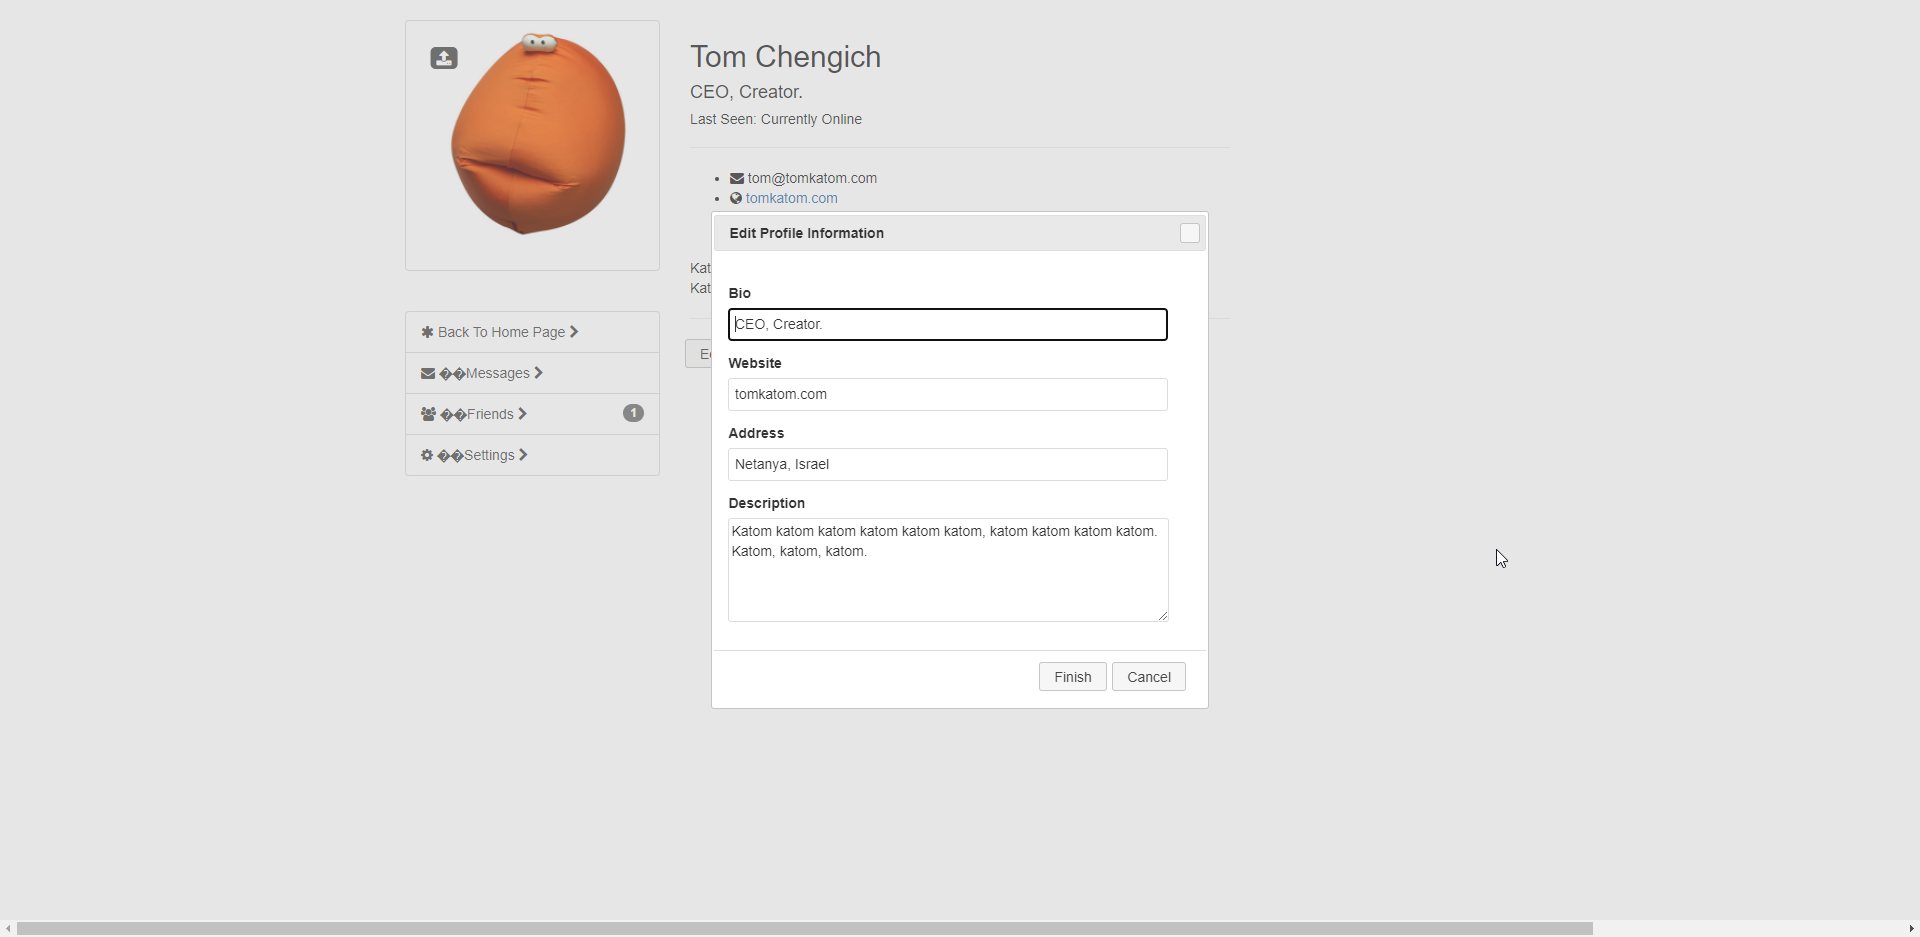 Tom Chengich
CEO, Creator.
Last Seen: Currently Online
tom@tomkatom.com
tomkatom.com
Kat
Kat
Back To Home Page
��Messages
��Friends
1
��Settings
Edit Profile Information
Bio
CEO, Creator.
Website
tomkatom.com
Address
Netanya, Israel
Description
Katom katom katom katom katom katom, katom katom katom katom.
Katom, katom, katom.
Finish
Cancel